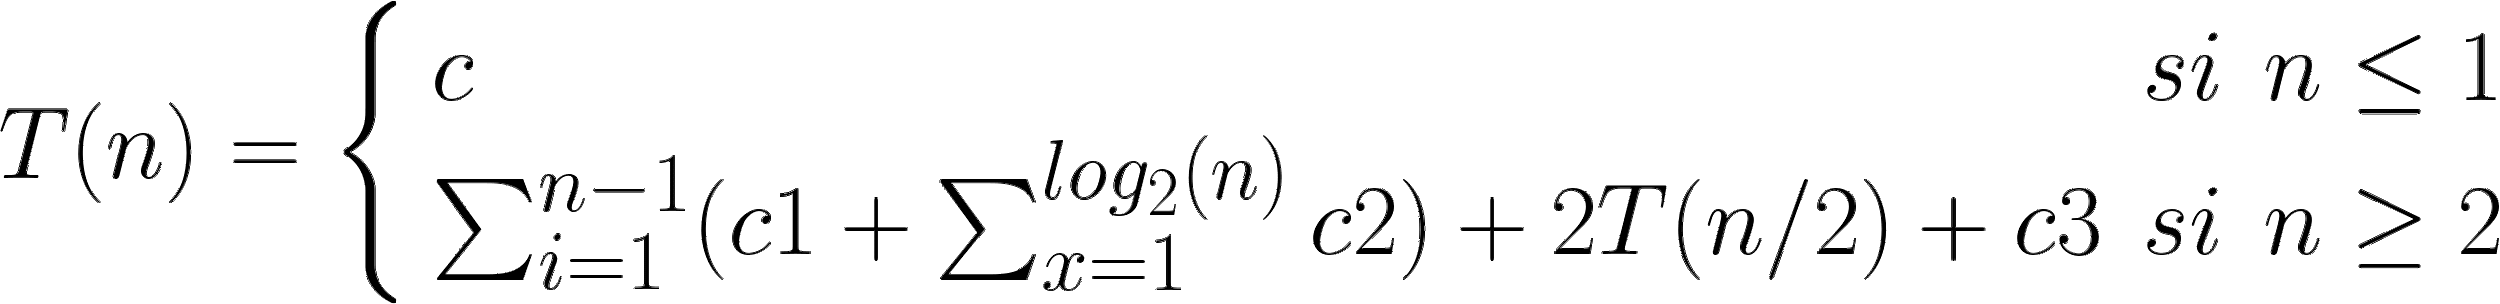 T(n) = { c si n ≤ 1
∑_{i=1}^{n−1}(c1 + ∑_{x=1}^{log_2(n)} c2) + 2T(n/2) + c3 si n ≥ 2